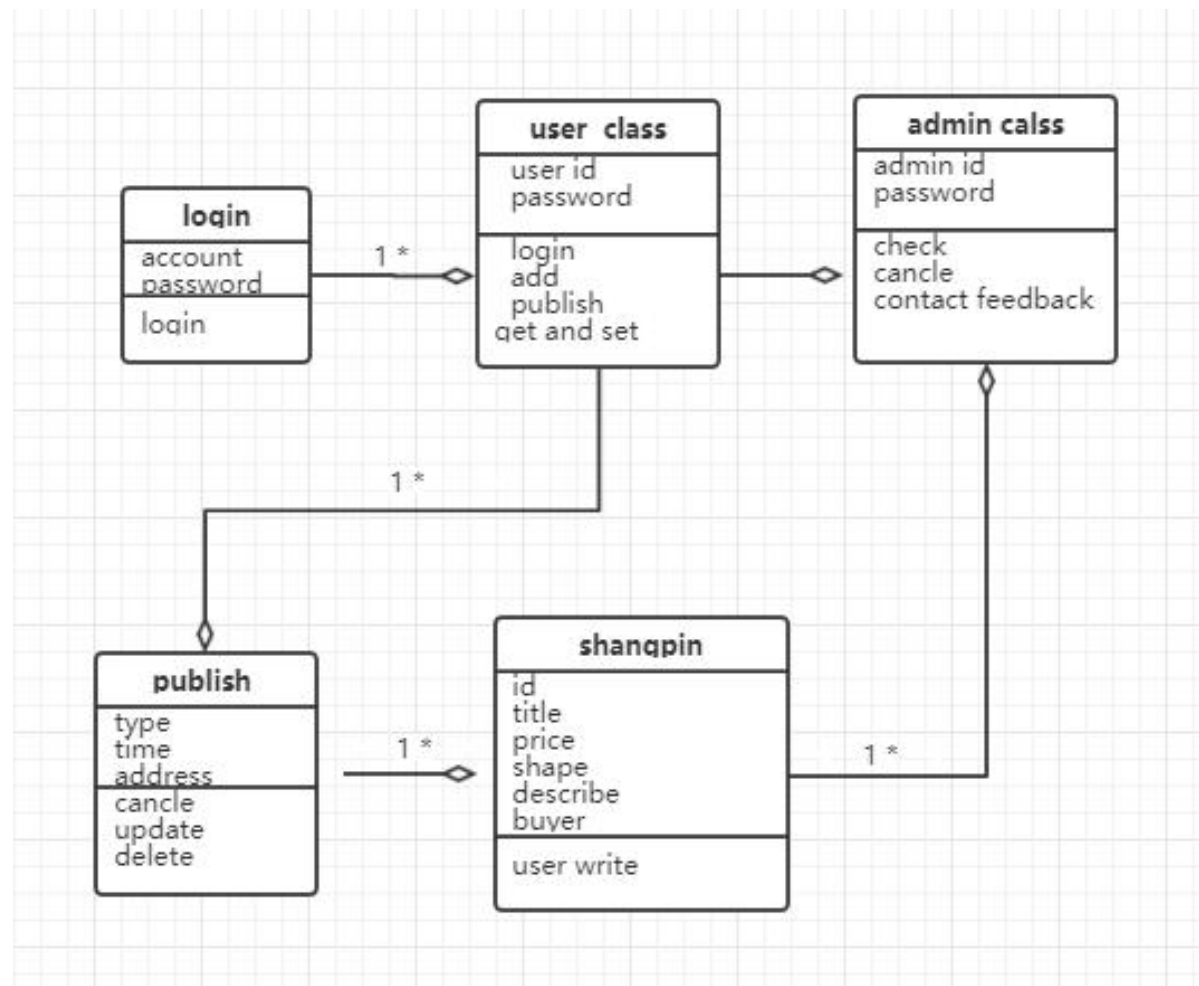 login
account
password
login
1 *
user class
user id
password
login
add
publish
get and set
admin calss
admin id
password
check
cancle
contact feedback
1 *
publish
type
time
address
cancle
update
delete
1 *
shangpin
id
title
price
shape
describe
buyer
user write
1 *